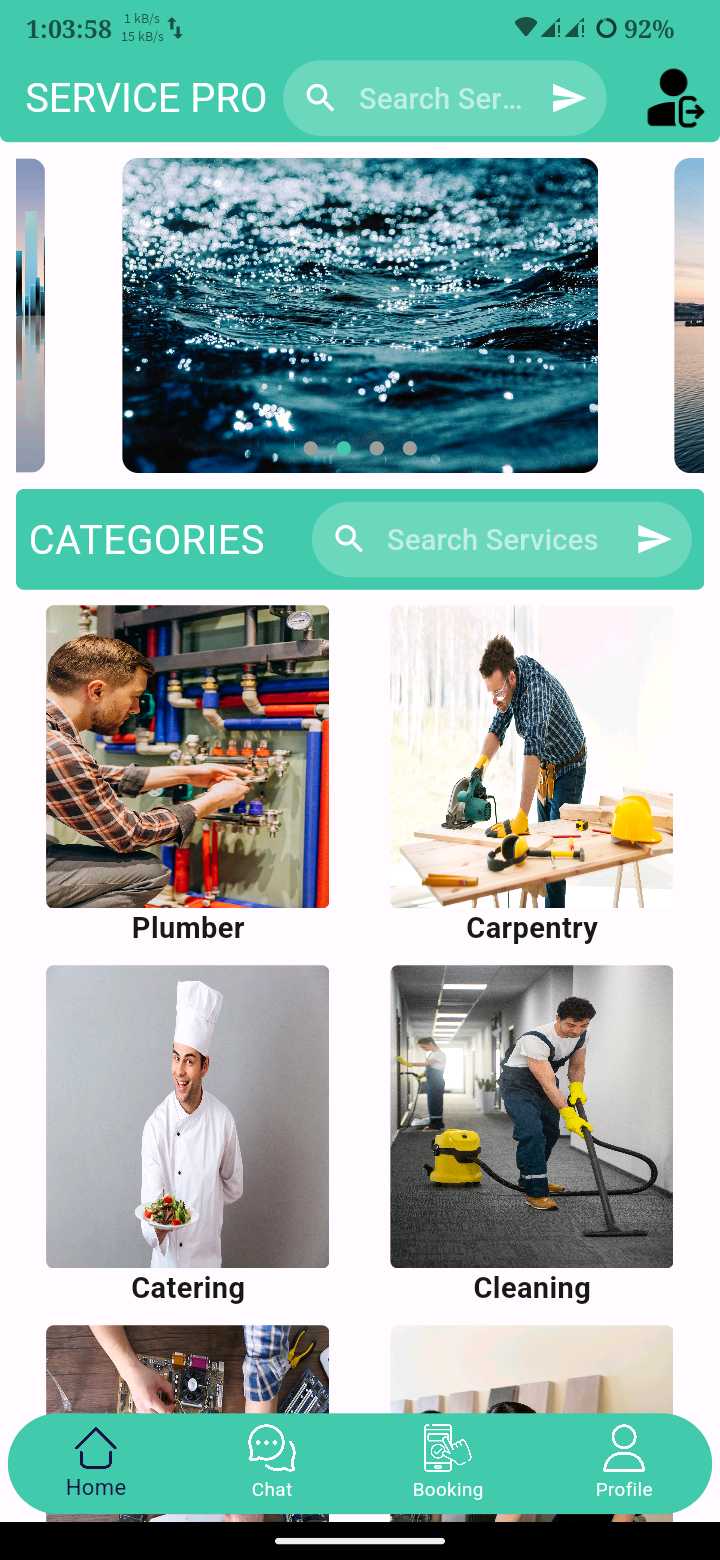 1:03:58
1 kB/s
15 kB/s
92%
SERVICE PRO
Search Ser...
CATEGORIES
Search Services
Plumber
Carpentry
Catering
Cleaning
Home
Chat
Booking
Profile